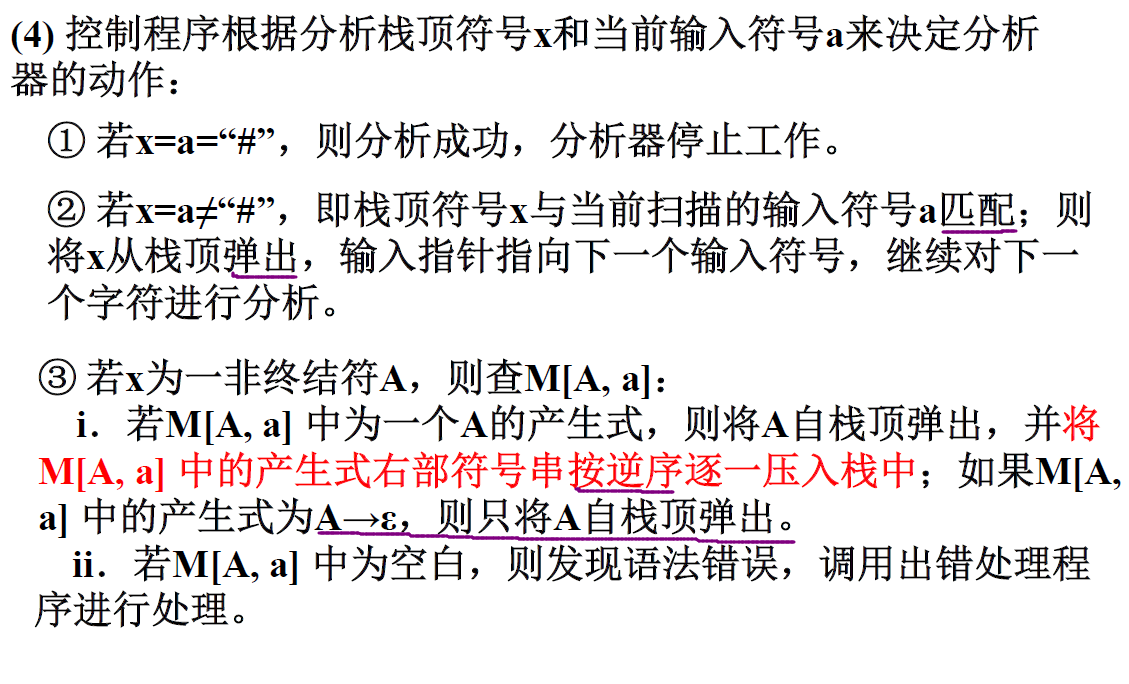 (4) 控制程序根据分析栈顶符号x和当前输入符号a来决定分析
器的动作：
① 若x=a=“#”，则分析成功，分析器停止工作。
② 若x=a≠“#”，即栈顶符号x与当前扫描的输入符号a匹配；则
将x从栈顶弹出，输入指针指向下一个输入符号，继续对下一
个字符进行分析。
③ 若x为一非终结符A，则查M[A, a]：
i．若M[A, a] 中为一个A的产生式，则将A自栈顶弹出，并将
M[A, a] 中的产生式右部符号串按逆序逐一压入栈中；如果M[A,
a] 中的产生式为A→ε，则只将A自栈顶弹出。
ii．若M[A, a] 中为空白，则发现语法错误，调用出错处理程
序进行处理。